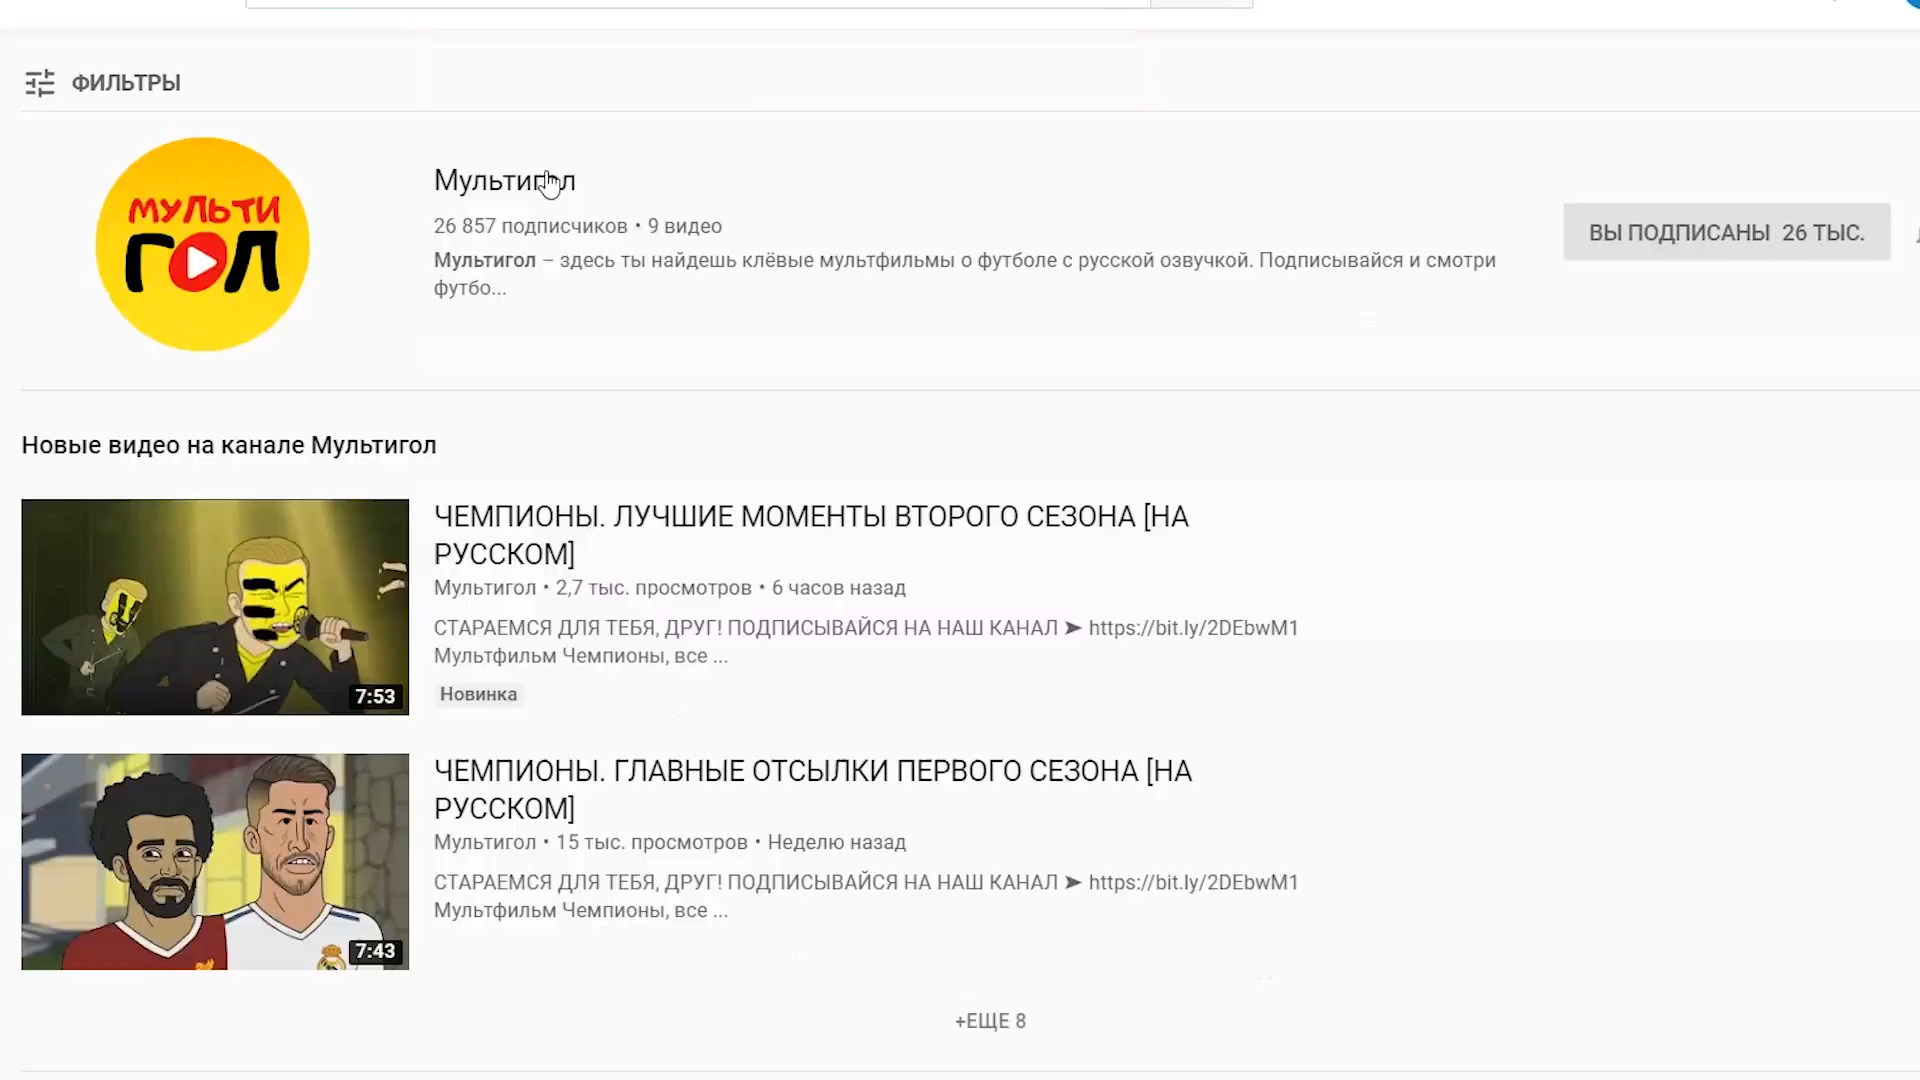 ФИЛЬТРЫ
МУЛЬТИ
ГОЛ
Мультигол
26 857 подписчиков • 9 видео
Мультигол – здесь ты найдешь клёвые мультфильмы о футболе с русской озвучкой. Подписывайся и смотри
футбо...
ВЫ ПОДПИСАНЫ 26 ТЫС.
Новые видео на канале Мультигол
7:53
ЧЕМПИОНЫ. ЛУЧШИЕ МОМЕНТЫ ВТОРОГО СЕЗОНА [НА
РУССКОМ]
Мультигол • 2,7 тыс. просмотров • 6 часов назад
СТАРАЕМСЯ ДЛЯ ТЕБЯ, ДРУГ! ПОДПИСЫВАЙСЯ НА НАШ КАНАЛ ➤ https://bit.ly/2DEbwM1
Мультфильм Чемпионы, все ...
Новинка
7:43
ЧЕМПИОНЫ. ГЛАВНЫЕ ОТСЫЛКИ ПЕРВОГО СЕЗОНА [НА
РУССКОМ]
Мультигол • 15 тыс. просмотров • Неделю назад
СТАРАЕМСЯ ДЛЯ ТЕБЯ, ДРУГ! ПОДПИСЫВАЙСЯ НА НАШ КАНАЛ ➤ https://bit.ly/2DEbwM1
Мультфильм Чемпионы, все ...
+ЕЩЕ 8